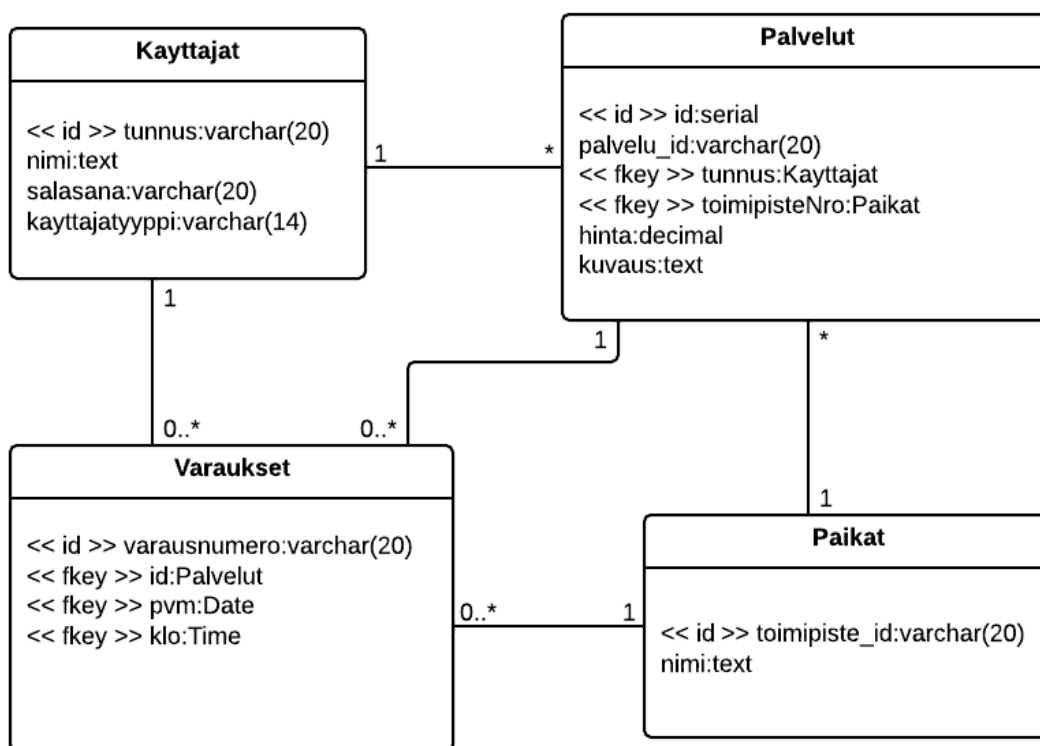 Kayttajat
<< id >> tunnus:varchar(20)
nimi:text
salasana:varchar(20)
kayttajatyyppi:varchar(14)
1
*
Palvelut
<< id >> id:serial
palvelu_id:varchar(20)
<< fkey >> tunnus:Kayttajat
<< fkey >> toimipisteNro:Paikat
hinta:decimal
kuvaus:text
1
0..*
1
0..*
*
1
Varaukset
<< id >> varausnumero:varchar(20)
<< fkey >> id:Palvelut
<< fkey >> pvm:Date
<< fkey >> klo:Time
0..*
1
Paikat
<< id >> toimipiste_id:varchar(20)
nimi:text